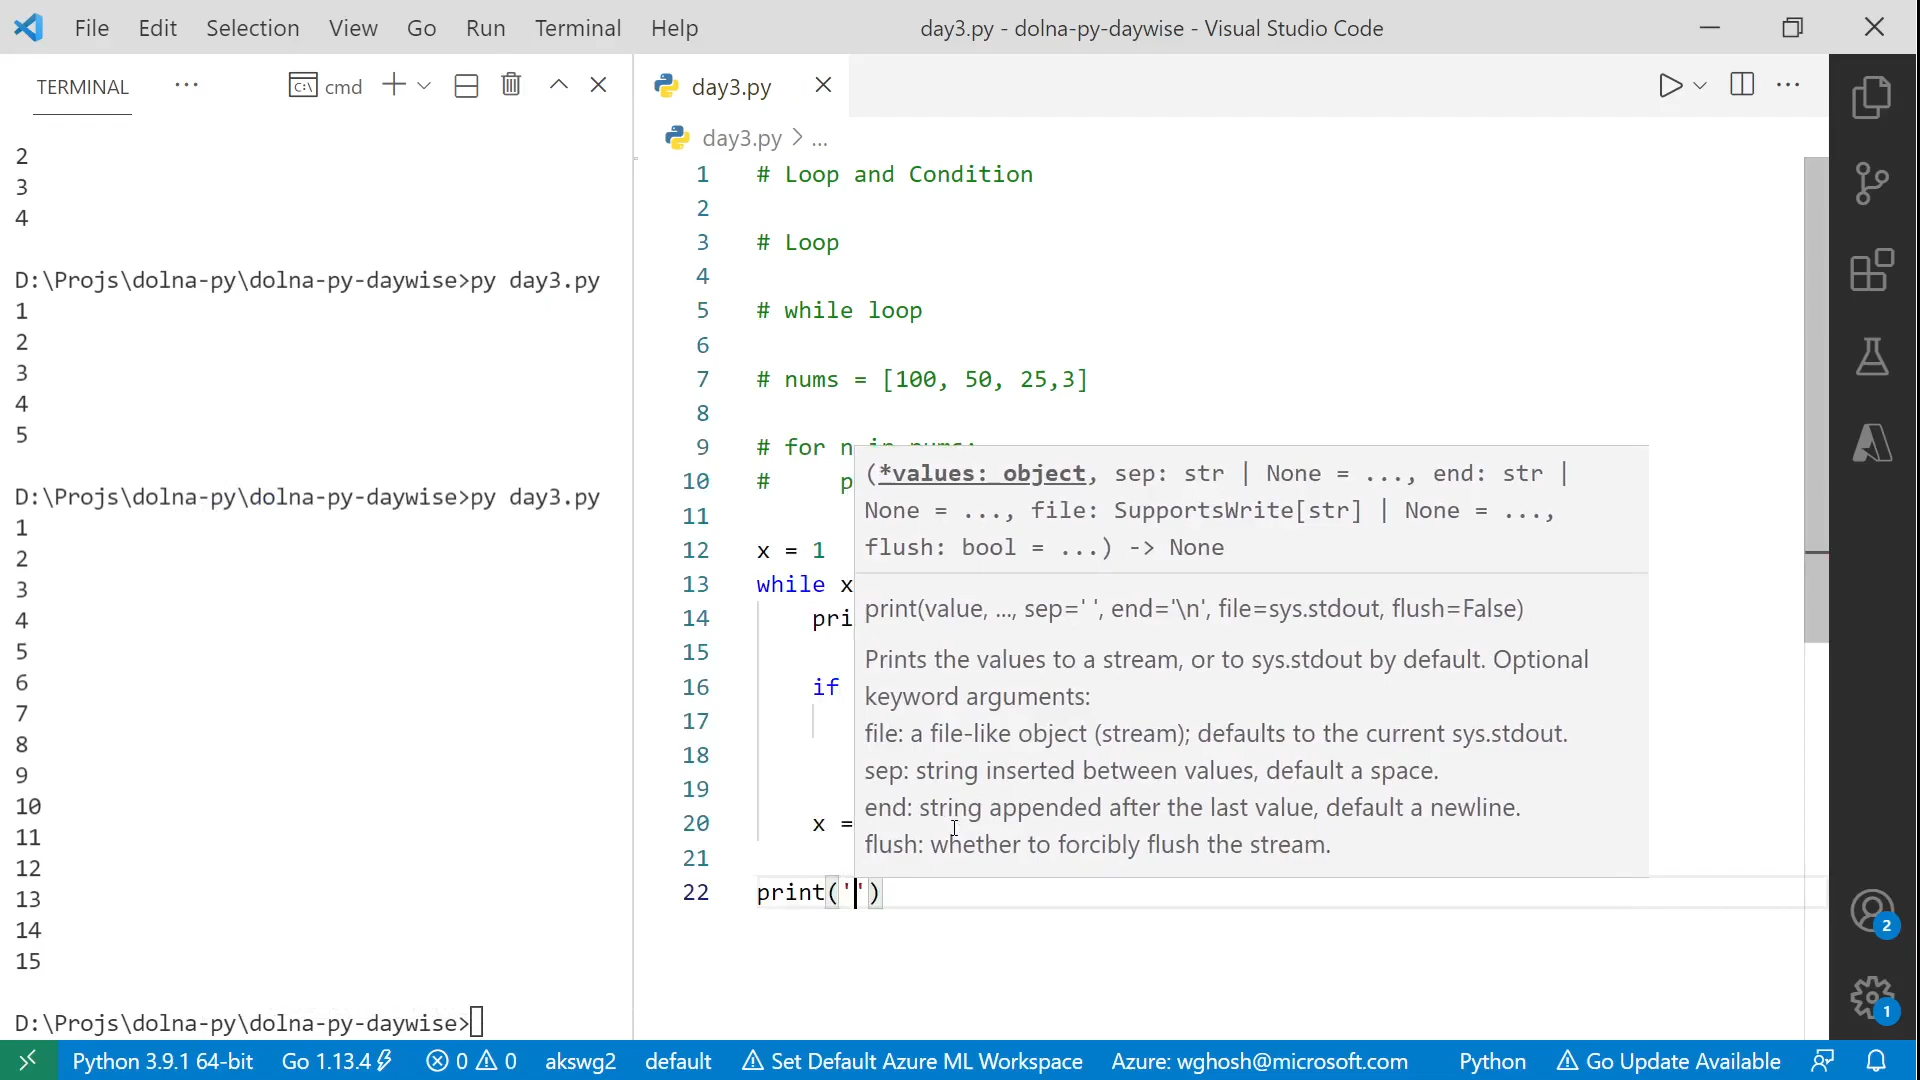 File Edit Selection View Go Run Terminal Help
day3.py - dolna-py-daywise - Visual Studio Code
TERMINAL ... cmd
2
3
4
D:\Projs\dolna-py\dolna-py-daywise>py day3.py
1
2
3
4
5
D:\Projs\dolna-py\dolna-py-daywise>py day3.py
1
2
3
4
5
6
7
8
9
10
11
12
13
14
15
D:\Projs\dolna-py\dolna-py-daywise>
day3.py
day3.py > ...
1 # Loop and Condition
2
3 # Loop
4
5 # while loop
6
7 # nums = [100, 50, 25,3]
8
9 # for n in nums:
10 # p
11
12 x = 1
13 while x
14 pri
15
16 if
17
18
19
20 x =
21
22 print('')
(*values: object, sep: str | None = ..., end: str |
None = ..., file: SupportsWrite[str] | None = ...,
flush: bool = ...) -> None
print(value, ..., sep=' ', end='\n', file=sys.stdout, flush=False)
Prints the values to a stream, or to sys.stdout by default. Optional
keyword arguments:
file: a file-like object (stream); defaults to the current sys.stdout.
sep: string inserted between values, default a space.
end: string appended after the last value, default a newline.
flush: whether to forcibly flush the stream.
2
1
Python 3.9.1 64-bit Go 1.13.4 0 0 akswg2 default Set Default Azure ML Workspace Azure: wghosh@microsoft.com Python Go Update Available